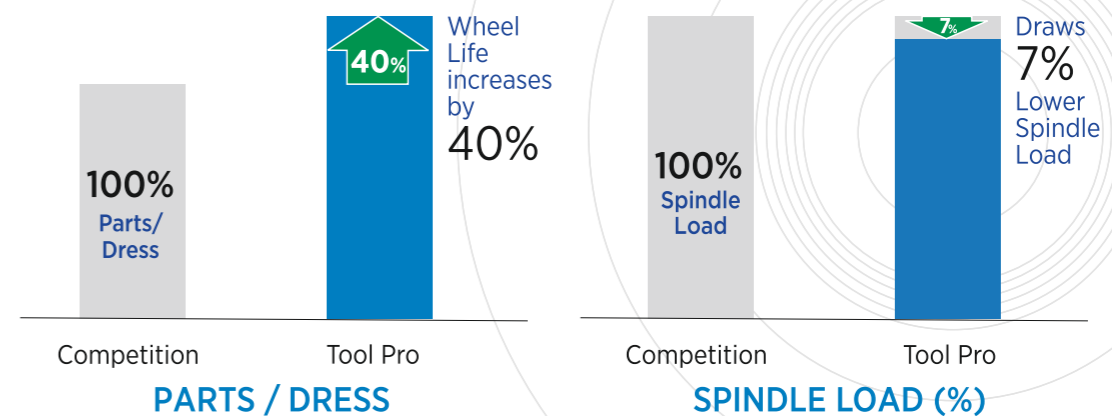 40%
Wheel
Life
increases
by
40%
100%
Parts/
Dress
Competition
Tool Pro
PARTS / DRESS
7%
Draws
7%
Lower
Spindle
Load
100%
Spindle
Load
Competition
Tool Pro
SPINDLE LOAD (%)